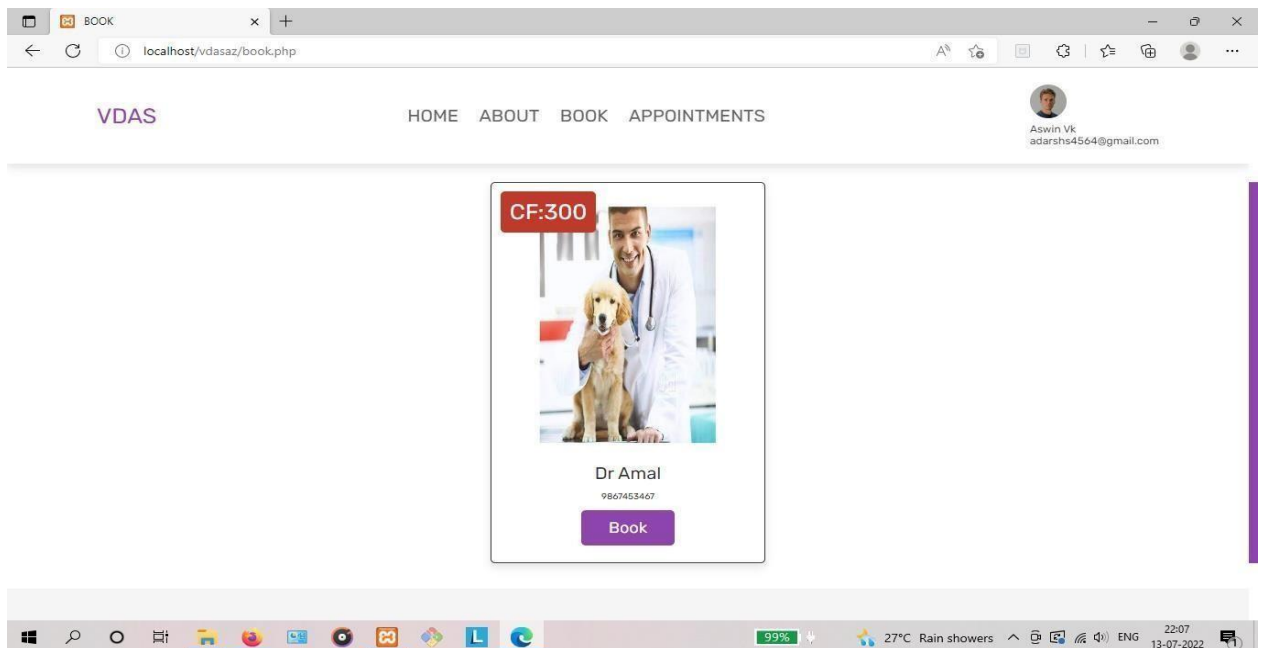 BOOK
localhost/vdasaz/book.php
VDAS
HOME ABOUT BOOK APPOINTMENTS
Aswin Vk
adarshs4564@gmail.com
CF:300
Dr Amal
9867453467
Book
99%
27°C Rain showers
ENG
22:07
13-07-2022
1